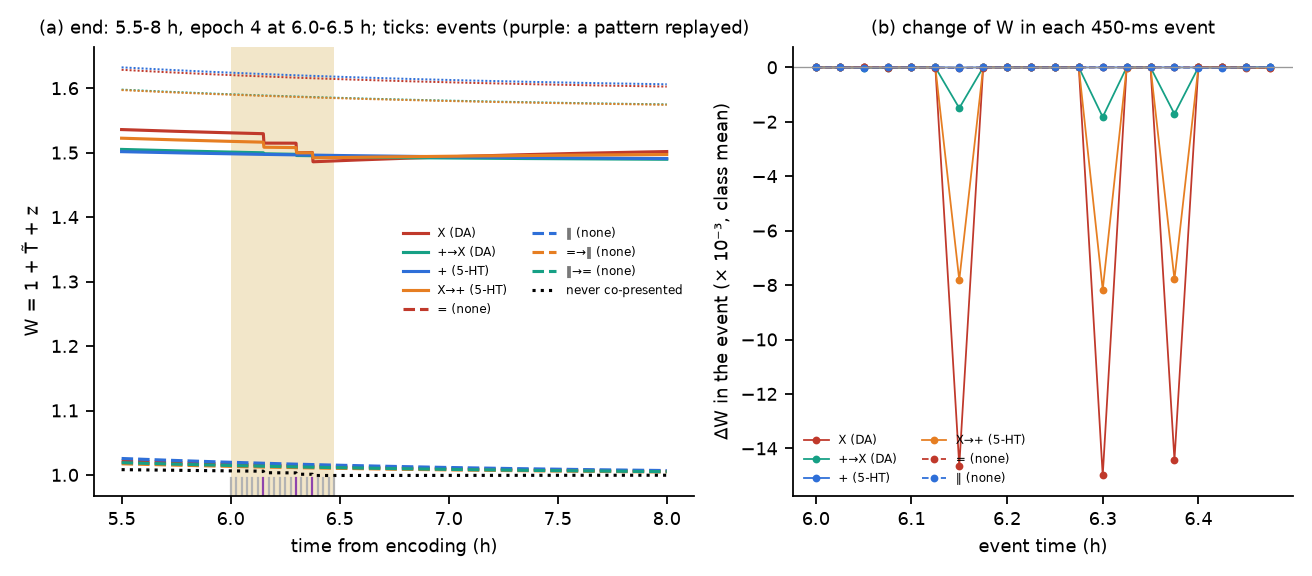 (a) end: 5.5-8 h, epoch 4 at 6.0-6.5 h; ticks: events (purple: a pattern replayed)
W = 1 + T̃ + z
1.6
1.5
1.4
1.3
1.2
1.1
1.0
X (DA)
+→X (DA)
+ (5-HT)
X→+ (5-HT)
= (none)
‖ (none)
=→‖ (none)
‖→= (none)
never co-presented
5.5
6.0
6.5
7.0
7.5
8.0
time from encoding (h)
(b) change of W in each 450-ms event
ΔW in the event (× 10⁻³, class mean)
0
−2
−4
−6
−8
−10
−12
−14
X (DA)
+→X (DA)
+ (5-HT)
X→+ (5-HT)
= (none)
‖ (none)
6.0
6.1
6.2
6.3
6.4
event time (h)